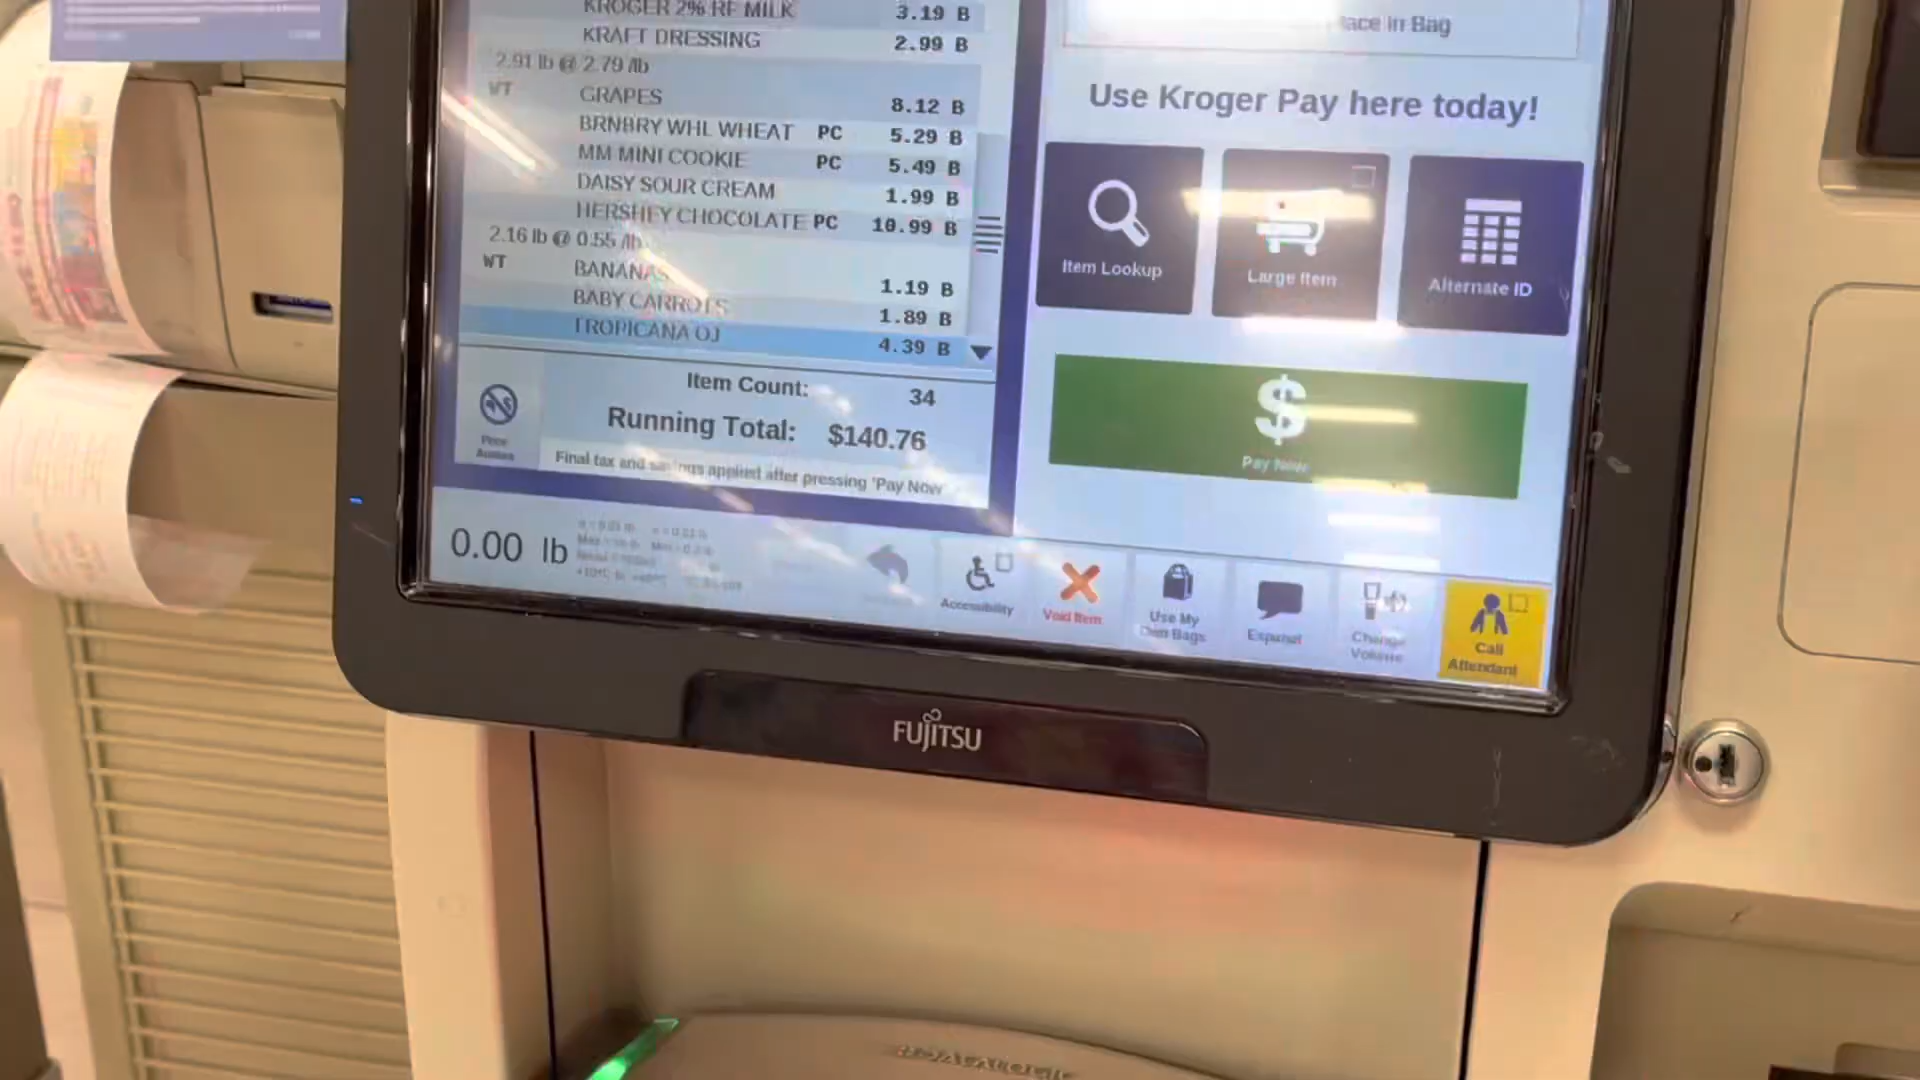 KROGER 2% RF MILK 3.19 B
KRAFT DRESSING 2.99 B
2.91 lb @ 2.79 /lb
WT GRAPES 8.12 B
BRNBRY WHL WHEAT PC 5.29 B
MM MINI COOKIE PC 5.49 B
DAISY SOUR CREAM 1.99 B
HERSHEY CHOCOLATE PC 10.99 B
2.16 lb @ 0.55 /lb
WT BANANAS 1.19 B
BABY CARROTS 1.89 B
TROPICANA OJ 4.39 B
Item Count: 34
Running Total: $140.76
Final tax and savings applied after pressing 'Pay Now'
Place In Bag
Use Kroger Pay here today!
Item Lookup
Large Item
Alternate ID
$
Pay Now
0.00 lb
Accessibility
Void Item
Use My
Own Bags
Español
Change
Volume
Call
Attendant
FUJITSU
DATALOGIC